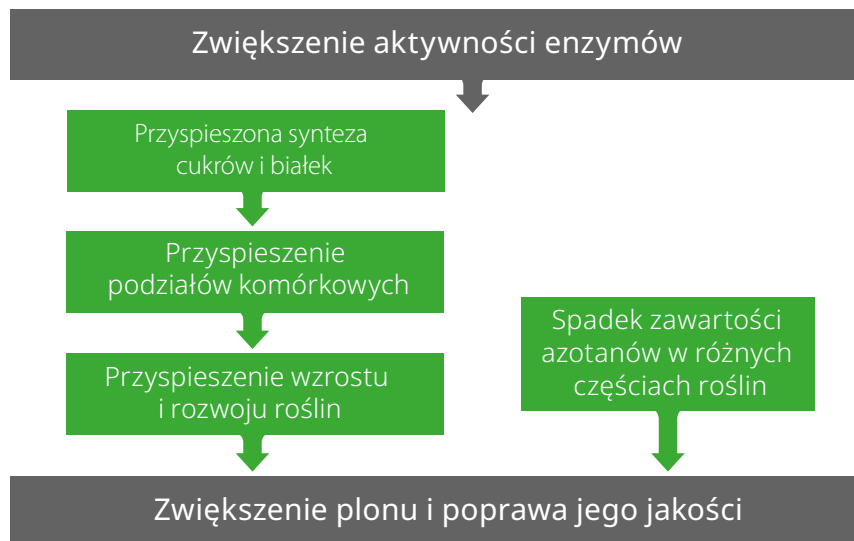 Zwiększenie aktywności enzymów
Przyspieszona synteza
cukrów i białek
Przyspieszenie
podziałów komórkowych
Przyspieszenie wzrostu
i rozwoju roślin
Spadek zawartości
azotanów w różnych
częściach roślin
Zwiększenie plonu i poprawa jego jakości